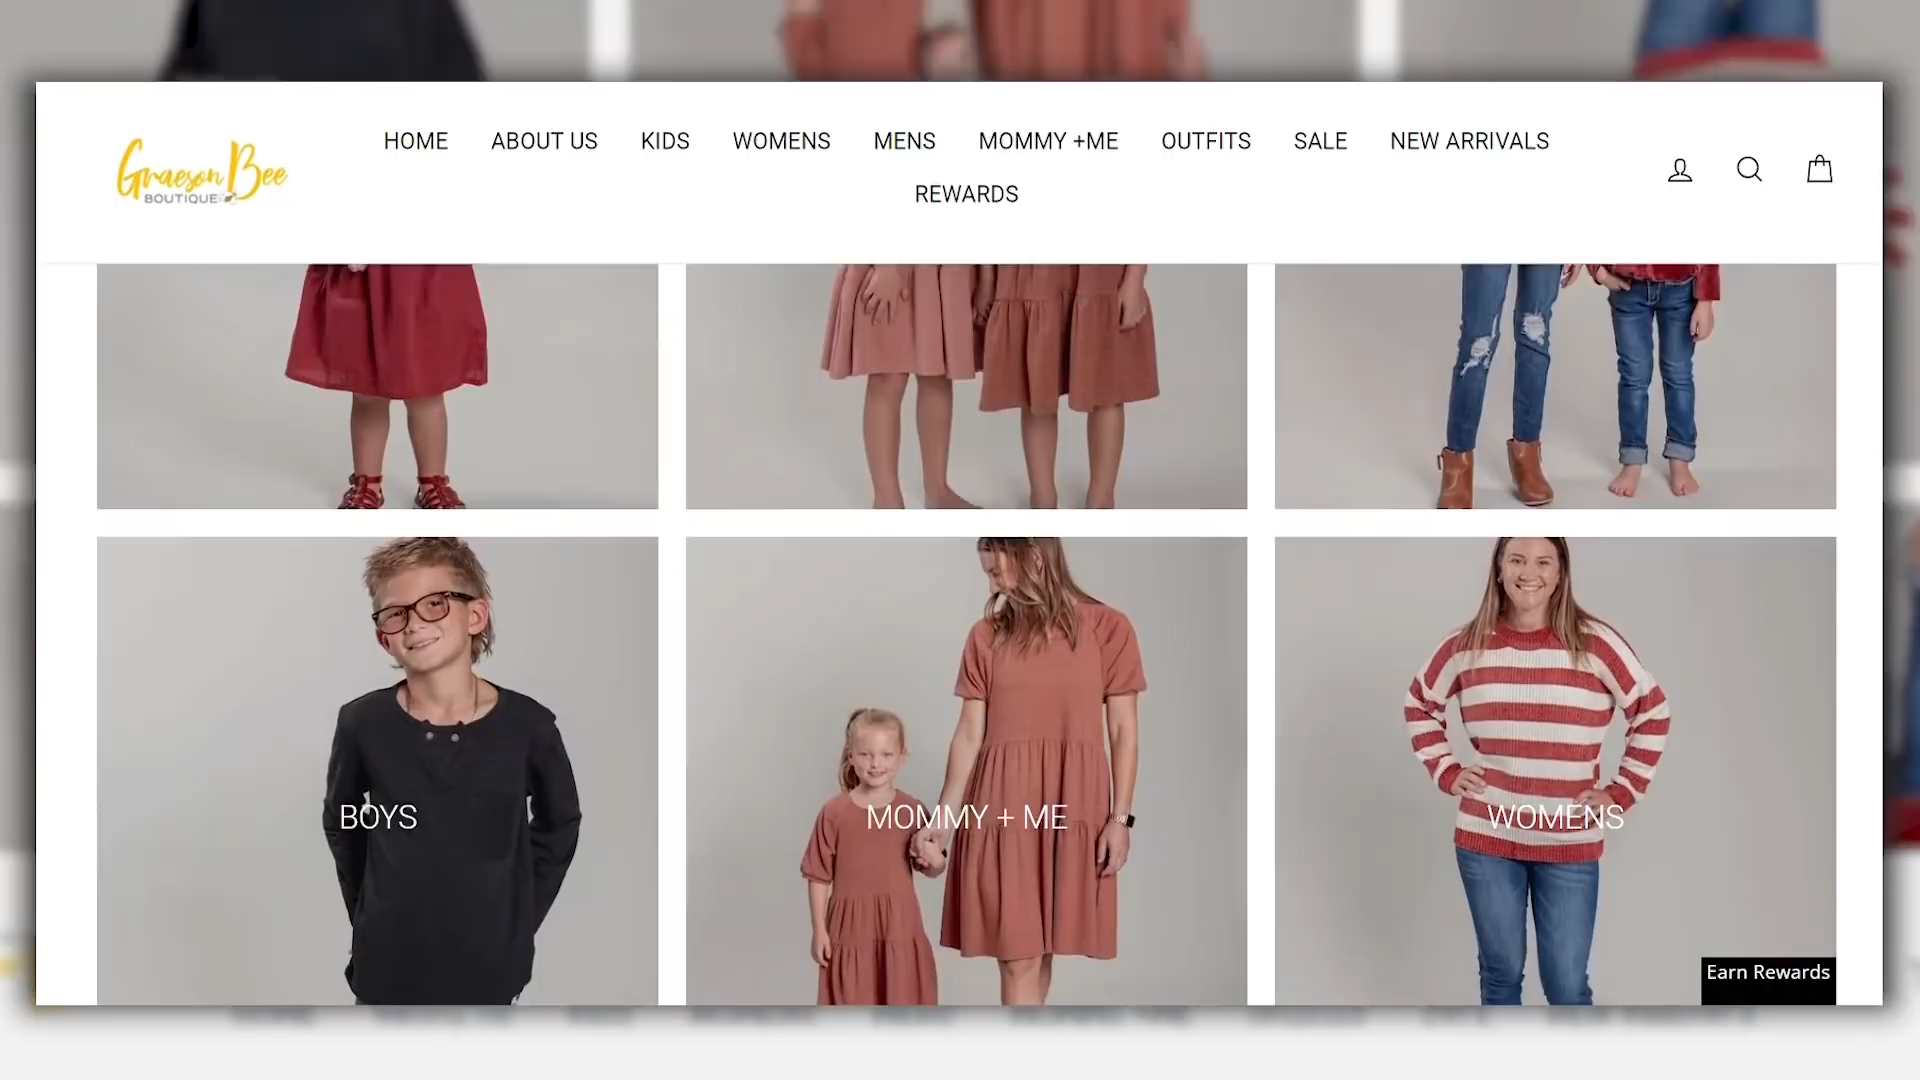 Graeson Bee
BOUTIQUE
HOME ABOUT US KIDS WOMENS MENS MOMMY +ME OUTFITS SALE NEW ARRIVALS
REWARDS
BOYS
MOMMY + ME
WOMENS
Earn Rewards